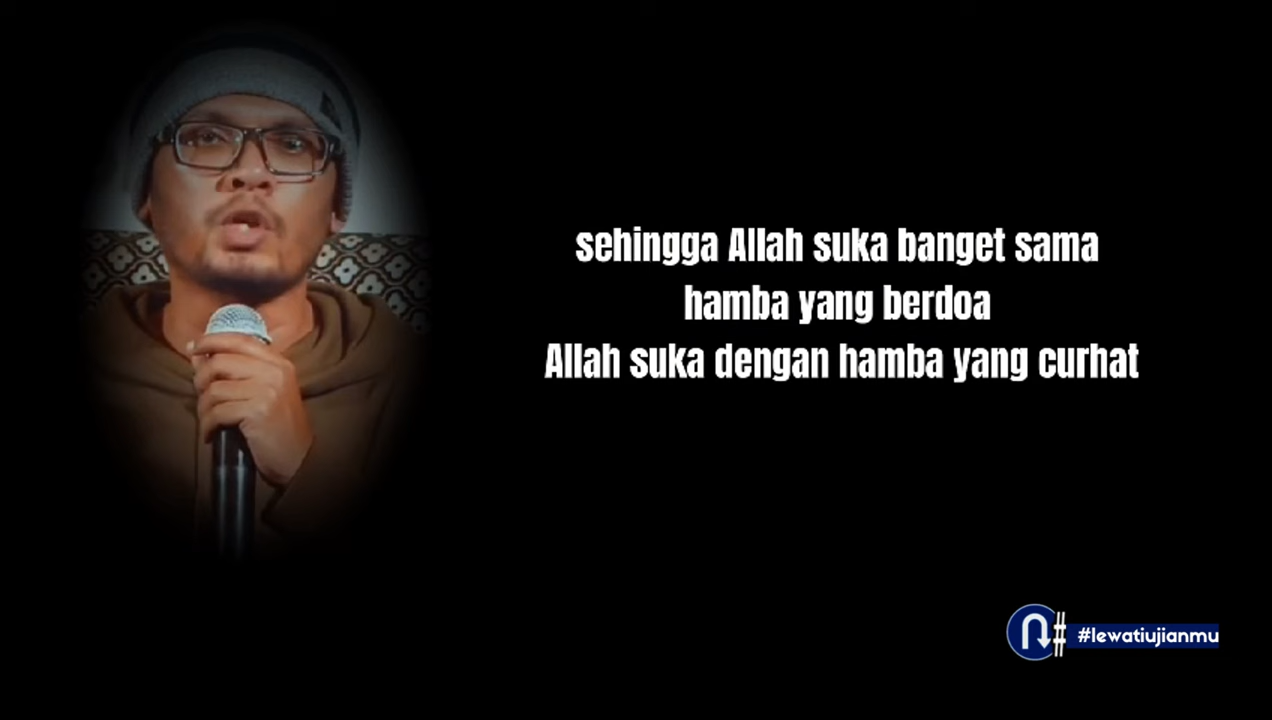 sehingga Allah suka banget sama
hamba yang berdoa
Allah suka dengan hamba yang curhat
#lewatiujianmu